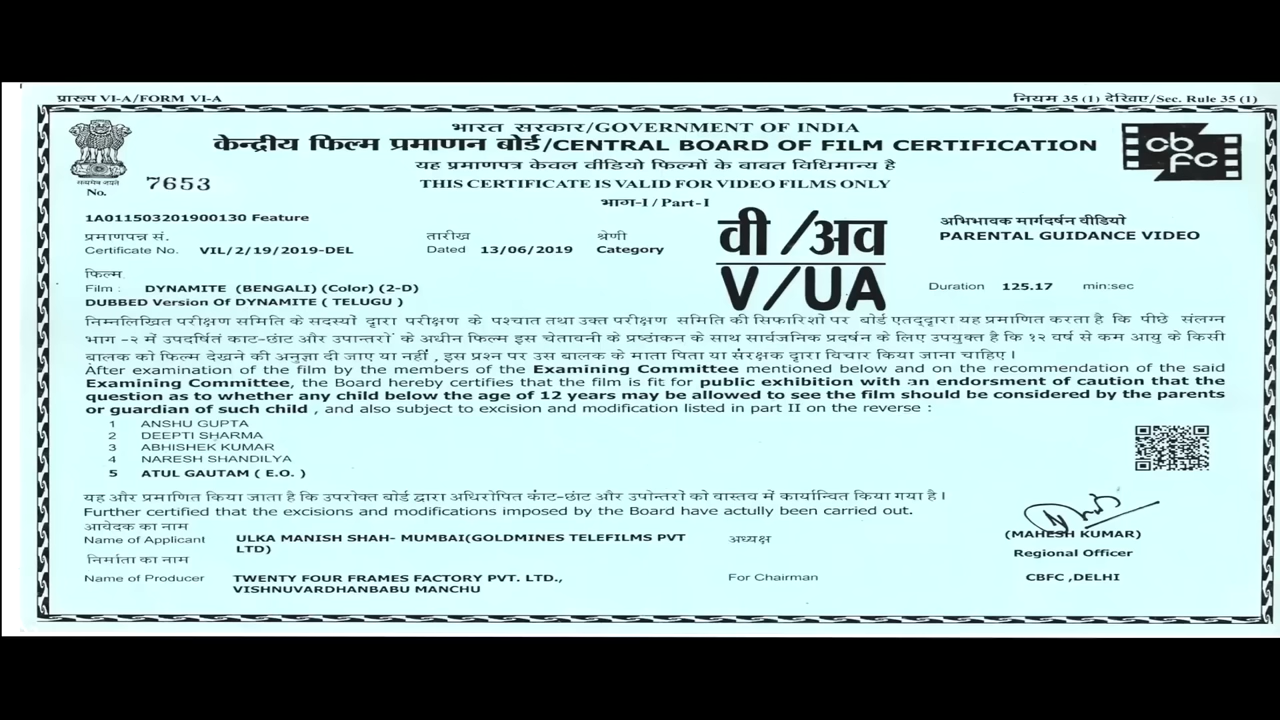 प्रारूप VI-A/FORM VI-A
नियम 35 (1) देखिए/Sec. Rule 35 (1)
भारत सरकार/GOVERNMENT OF INDIA
केन्द्रीय फिल्म प्रमाणन बोर्ड/CENTRAL BOARD OF FILM CERTIFICATION
यह प्रमाणपत्र केवल वीडियो फिल्मों के बावत विधिमान्य है
THIS CERTIFICATE IS VALID FOR VIDEO FILMS ONLY
भाग-I / Part-I
cb
fc
सत्यमेव जयते
No. 7653
1A011503201900130 Feature
प्रमाणपन्न सं. तारीख श्रेणी
Certificate No. VIL/2/19/2019-DEL Dated 13/06/2019 Category
वी/अव
V/UA
अभिभावक मार्गदर्षन वीडियो
PARENTAL GUIDANCE VIDEO
फिल्म
Film : DYNAMITE (BENGALI) (Color) (2-D)
Duration 125.17 min:sec
DUBBED Version Of DYNAMITE ( TELUGU )
निम्नलिखित परीक्षण समिति के सदस्यों द्वारा परीक्षण के पश्चात तथा उक्त परीक्षण समिति की सिफारिशों पर बोर्ड एतद्द्वारा यह प्रमाणित करता है कि पीछे संलग्न
भाग -२ में उपदर्षित काट-छांट और उपान्तरों के अधीन फिल्म इस चेतावनी के प्रष्ठांकन के साथ सार्वजनिक प्रदर्षन के लिए उपयुक्त है कि १२ वर्ष से कम आयु के किसी
बालक को फिल्म देखने की अनुज्ञा दी जाए या नहीं , इस प्रश्न पर उस बालक के माता पिता या संरक्षक द्वारा विचार किया जाना चाहिए ।
After examination of the film by the members of the Examining Committee mentioned below and on the recommendation of the said
Examining Committee, the Board hereby certifies that the film is fit for public exhibition with an endorsment of caution that the
question as to whether any child below the age of 12 years may be allowed to see the film should be considered by the parents
or guardian of such child , and also subject to excision and modification listed in part II on the reverse :
1 ANSHU GUPTA
2 DEEPTI SHARMA
3 ABHISHEK KUMAR
4 NARESH SHANDILYA
5 ATUL GAUTAM ( E.O. )
यह और प्रमाणित किया जाता है कि उपरोक्त बोर्ड द्वारा अधिरोपित कांट-छांट और उपांन्तरों को वास्तव में कार्यान्वित किया गया है ।
Further certified that the excisions and modifications imposed by the Board have actully been carried out.
आवेदक का नाम
Name of Applicant ULKA MANISH SHAH- MUMBAI(GOLDMINES TELEFILMS PVT
LTD)
अध्यक्ष
(MAHESH KUMAR)
Regional Officer
निर्माता का नाम
Name of Producer TWENTY FOUR FRAMES FACTORY PVT. LTD.,
VISHNUVARDHANBABU MANCHU
For Chairman
CBFC ,DELHI